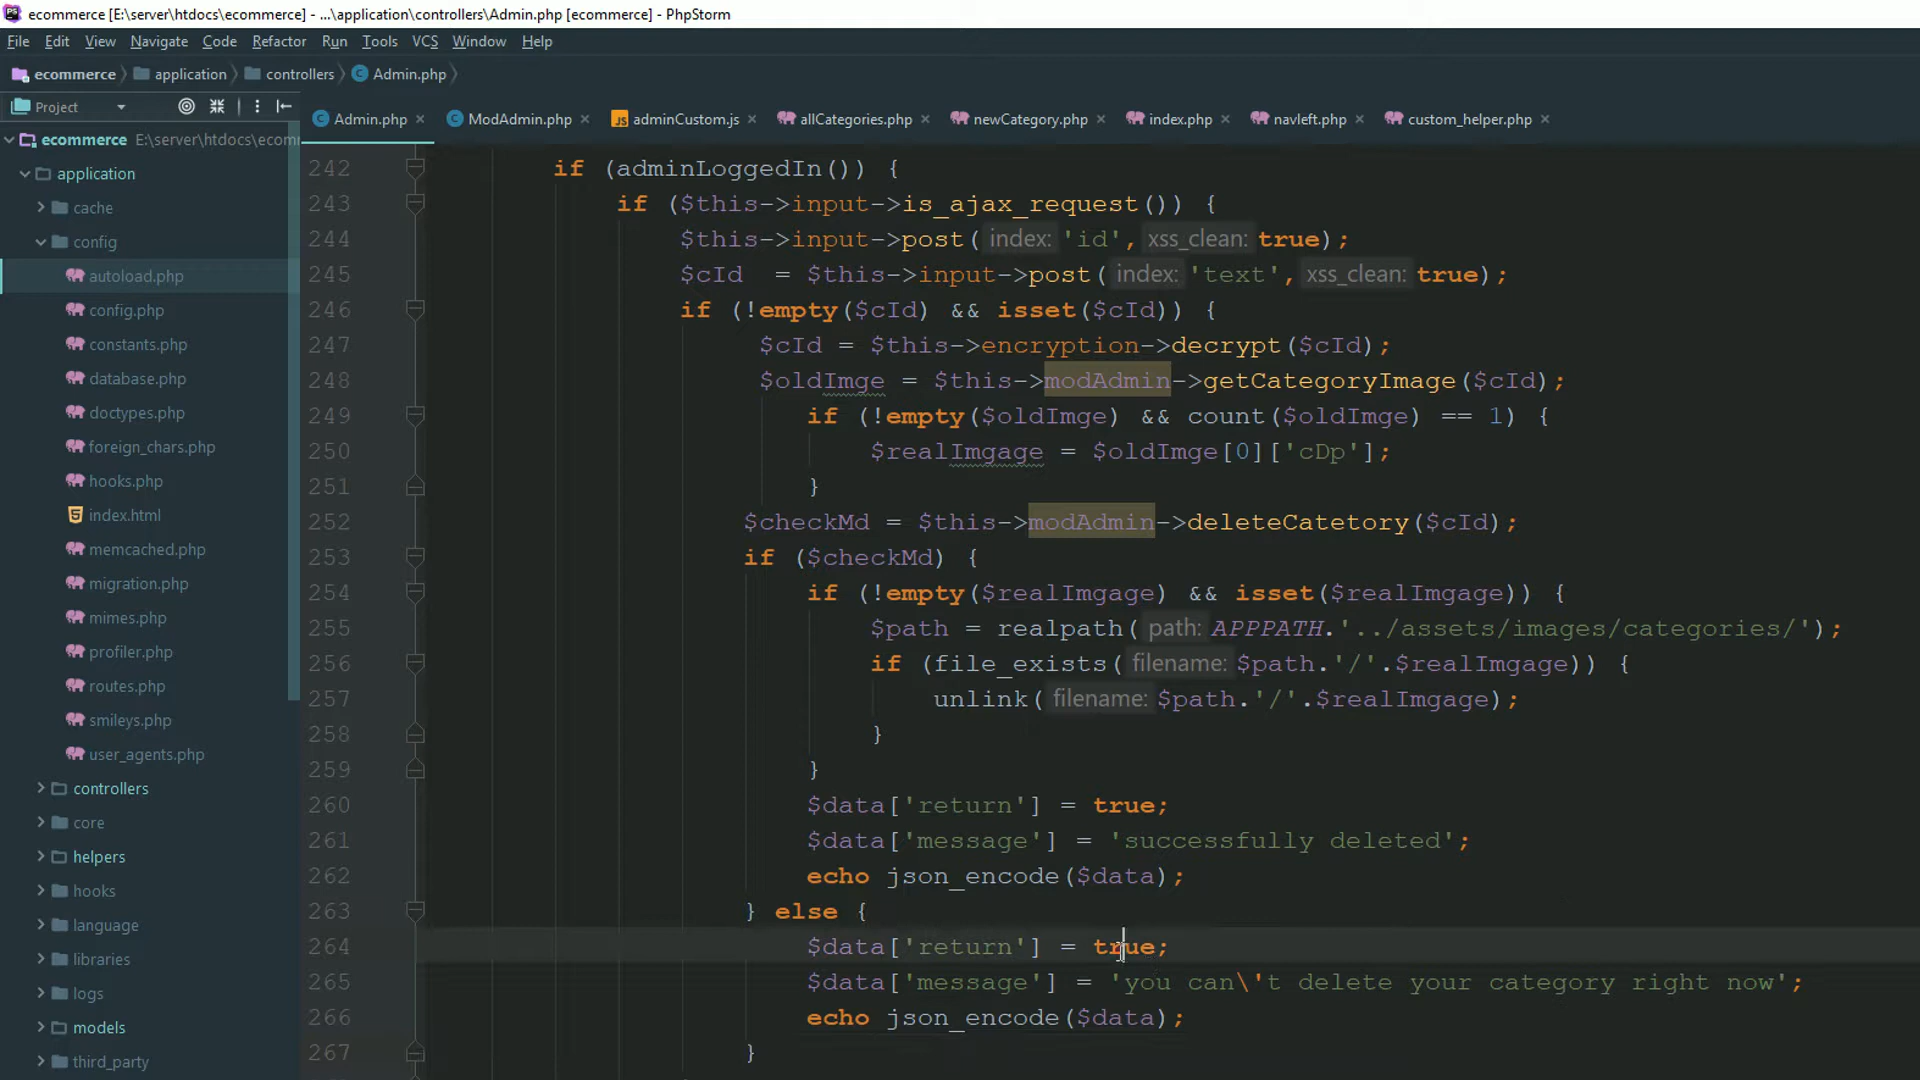 ecommerce [E:\server\htdocs\ecommerce] - ...\application\controllers\Admin.php [ecommerce] - PhpStorm
File Edit View Navigate Code Refactor Run Tools VCS Window Help
ecommerce application controllers Admin.php
Project
Admin.php ModAdmin.php adminCustom.js allCategories.php newCategory.php index.php navleft.php custom_helper.php
ecommerce E:\server\htdocs\ecom
application
cache
config
autoload.php
config.php
constants.php
database.php
doctypes.php
foreign_chars.php
hooks.php
index.html
memcached.php
migration.php
mimes.php
profiler.php
routes.php
smileys.php
user_agents.php
controllers
core
helpers
hooks
language
libraries
logs
models
third_party
242 if (adminLoggedIn()) {
243 if ($this->input->is_ajax_request()) {
244 $this->input->post( index: 'id', xss_clean: true);
245 $cId = $this->input->post( index: 'text', xss_clean: true);
246 if (!empty($cId) && isset($cId)) {
247 $cId = $this->encryption->decrypt($cId);
248 $oldImge = $this->modAdmin->getCategoryImage($cId);
249 if (!empty($oldImge) && count($oldImge) == 1) {
250 $realImgage = $oldImge[0]['cDp'];
251 }
252 $checkMd = $this->modAdmin->deleteCatetory($cId);
253 if ($checkMd) {
254 if (!empty($realImgage) && isset($realImgage)) {
255 $path = realpath( path: APPPATH.'../assets/images/categories/');
256 if (file_exists( filename: $path.'/'.$realImgage)) {
257 unlink( filename: $path.'/'.$realImgage);
258 }
259 }
260 $data['return'] = true;
261 $data['message'] = 'successfully deleted';
262 echo json_encode($data);
263 } else {
264 $data['return'] = true;
265 $data['message'] = 'you can\'t delete your category right now';
266 echo json_encode($data);
267 }